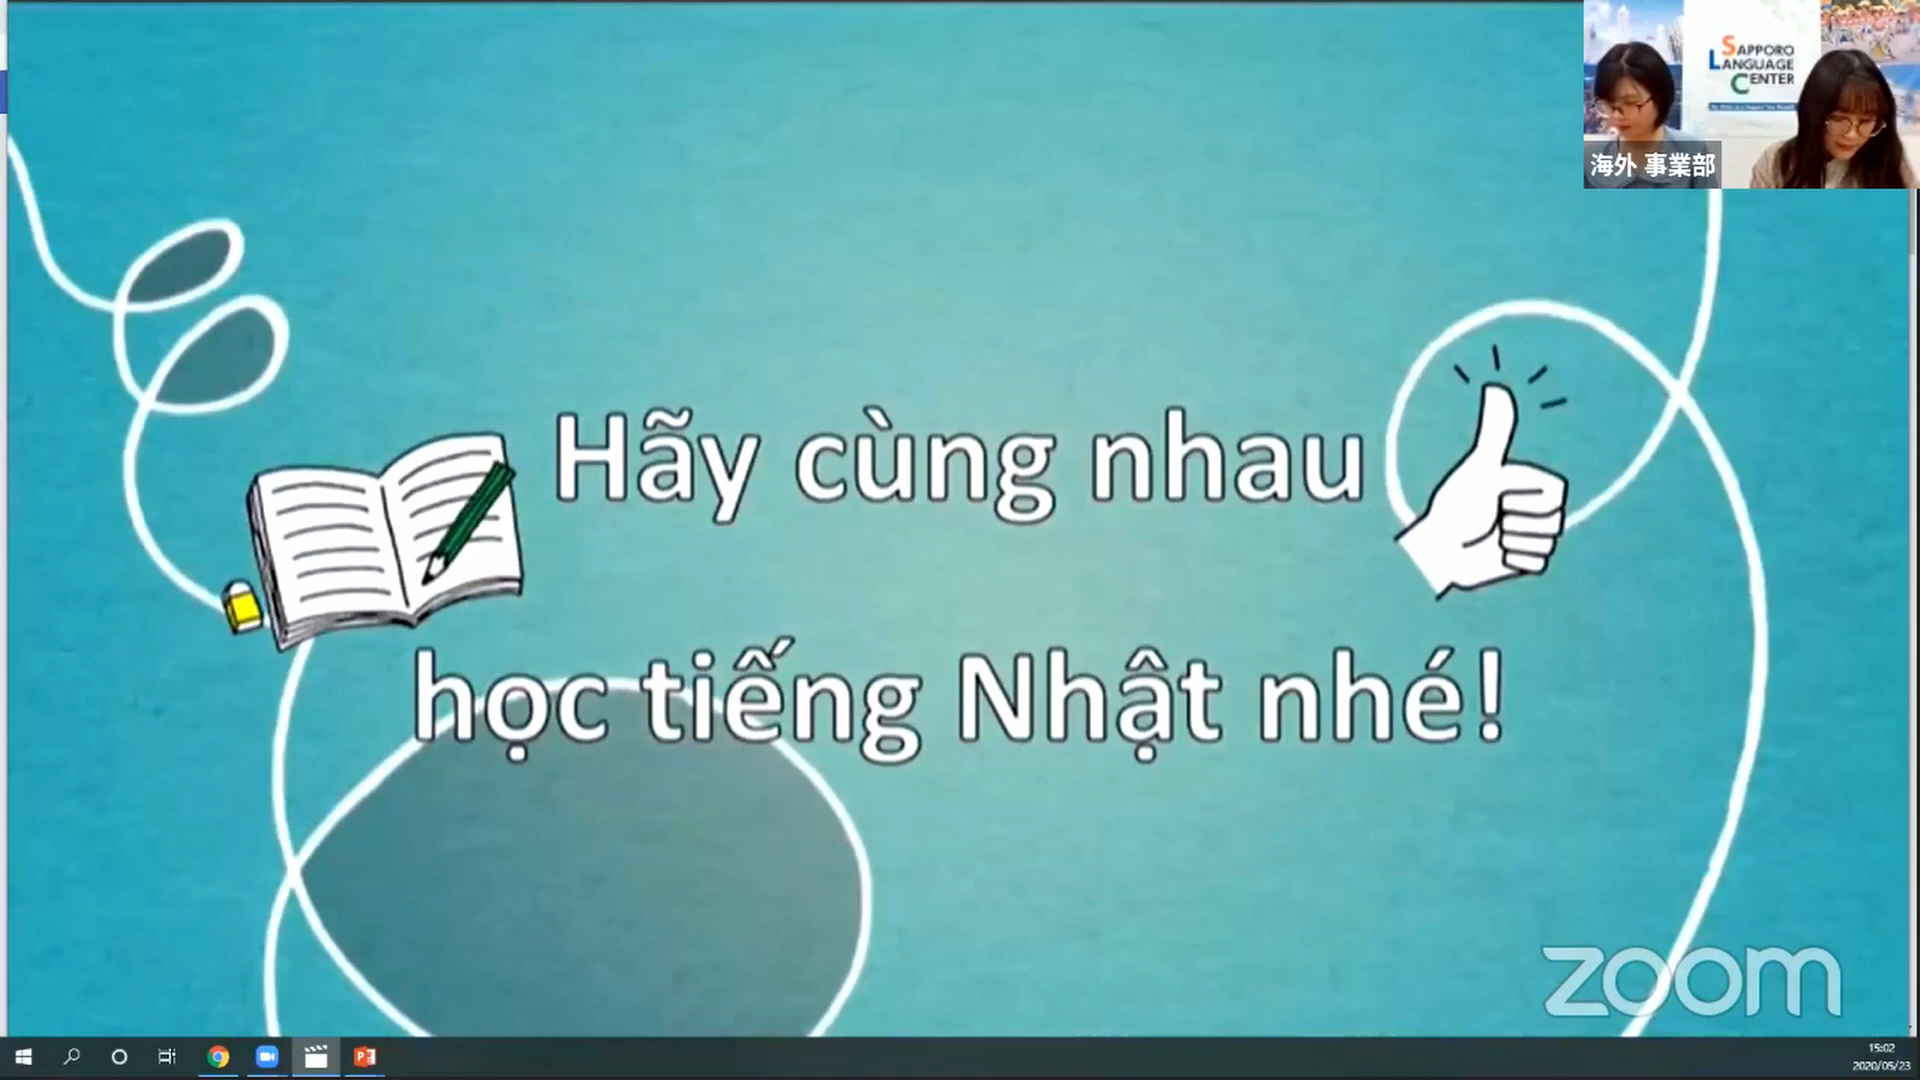 SAPPORO
LANGUAGE
CENTER
海外 事業部
Hãy cùng nhau
học tiếng Nhật nhé!
zoom
15:02
2020/05/23